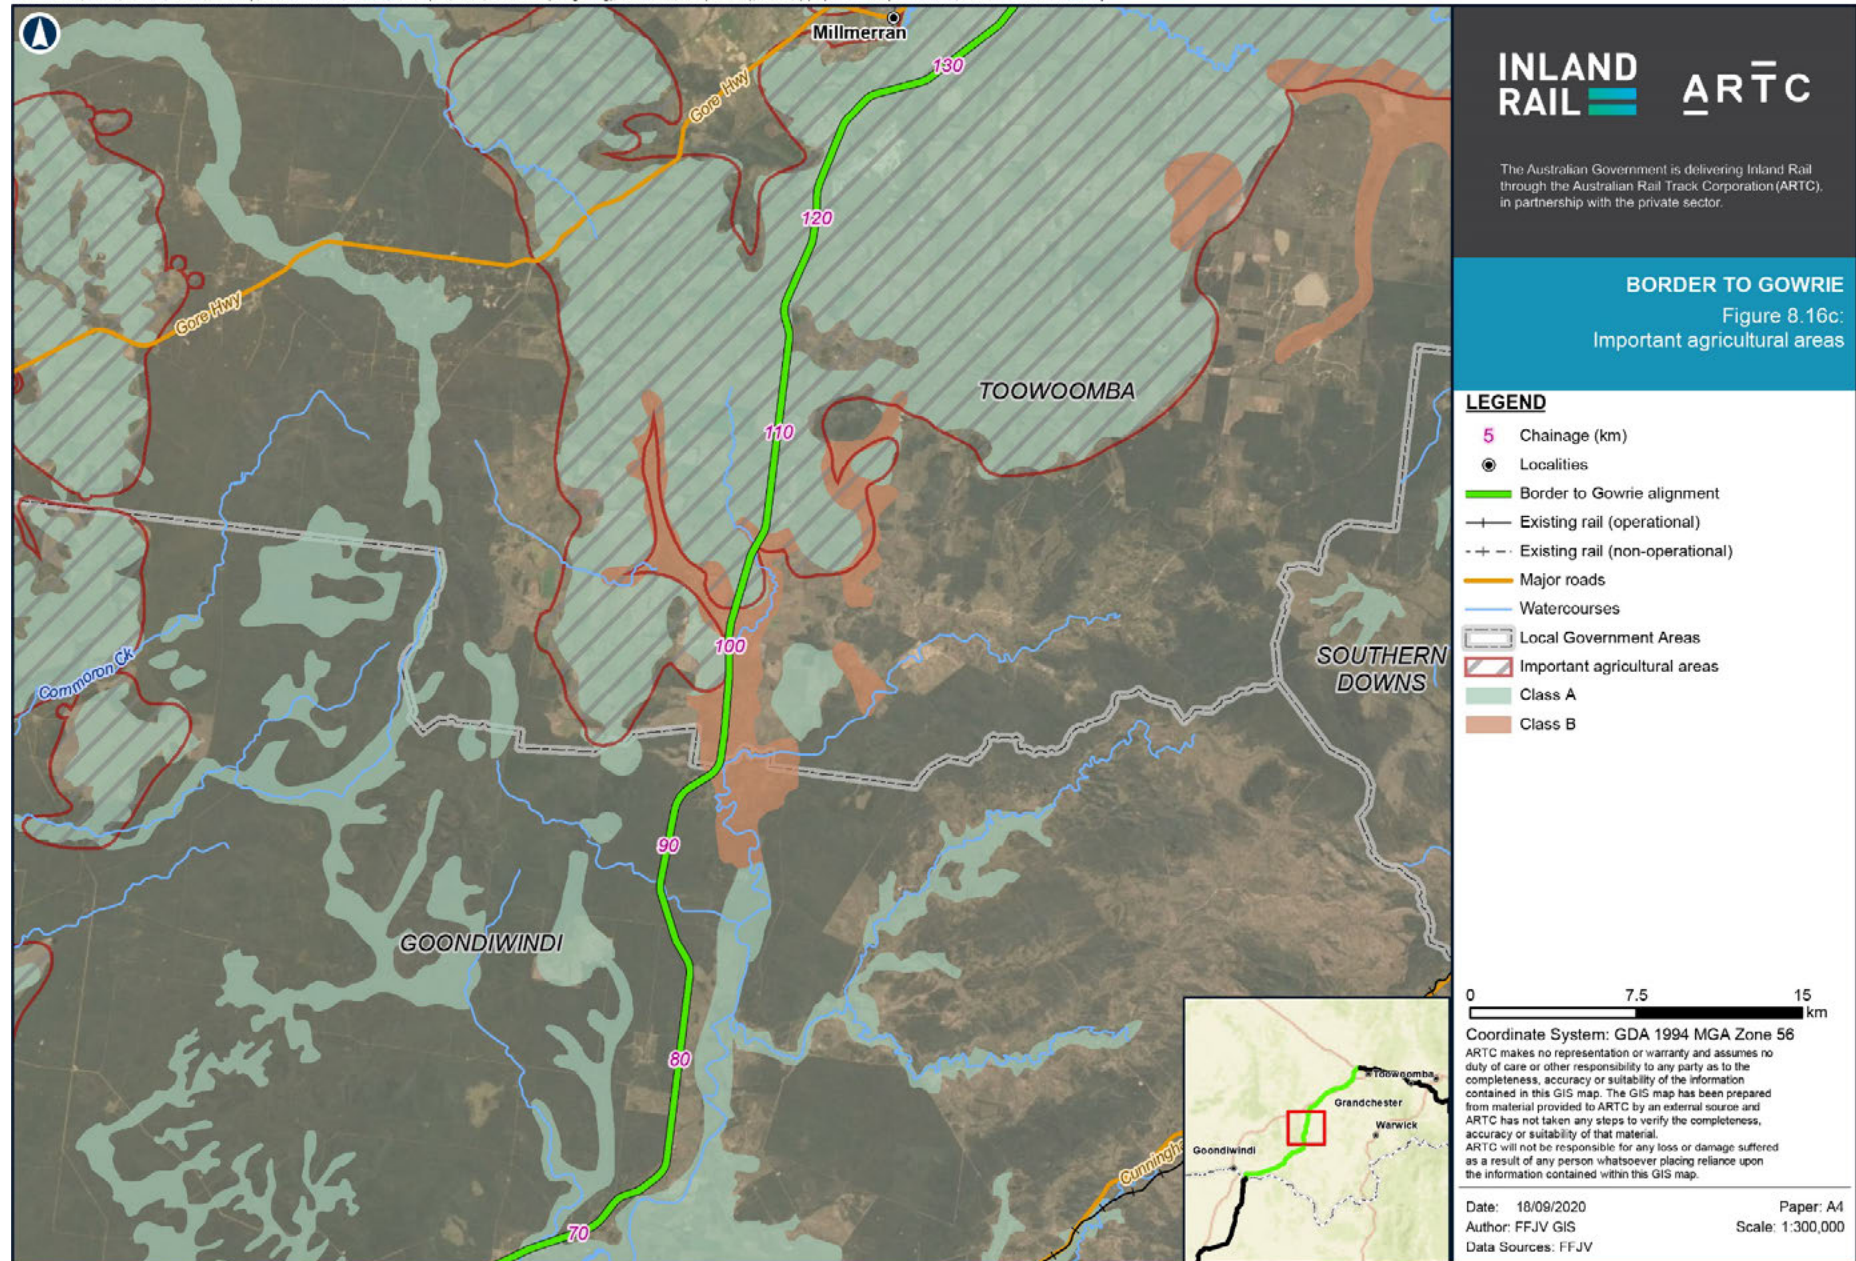 Millmerran
130
Gore Hwy
120
Gore Hwy
TOOWOOMBA
110
100
SOUTHERN
DOWNS
Commoron Ck
90
GOONDIWINDI
80
70
Toowoomba
Grandchester
Warwick
Goondiwindi
INLAND
RAIL
ARTC
The Australian Government is delivering Inland Rail
through the Australian Rail Track Corporation (ARTC),
in partnership with the private sector.
BORDER TO GOWRIE
Figure 8.16c:
Important agricultural areas
LEGEND
5 Chainage (km)
Localities
Border to Gowrie alignment
Existing rail (operational)
Existing rail (non-operational)
Major roads
Watercourses
Local Government Areas
Important agricultural areas
Class A
Class B
0 7.5 15
km
Coordinate System: GDA 1994 MGA Zone 56
ARTC makes no representation or warranty and assumes no
duty of care or other responsibility to any party as to the
completeness, accuracy or suitability of the information
contained in this GIS map. The GIS map has been prepared
from material provided to ARTC by an external source and
ARTC has not taken any steps to verify the completeness,
accuracy or suitability of that material.
ARTC will not be responsible for any loss or damage suffered
as a result of any person whatsoever placing reliance upon
the information contained within this GIS map.
Date: 18/09/2020 Paper: A4
Author: FFJV GIS Scale: 1:300,000
Data Sources: FFJV